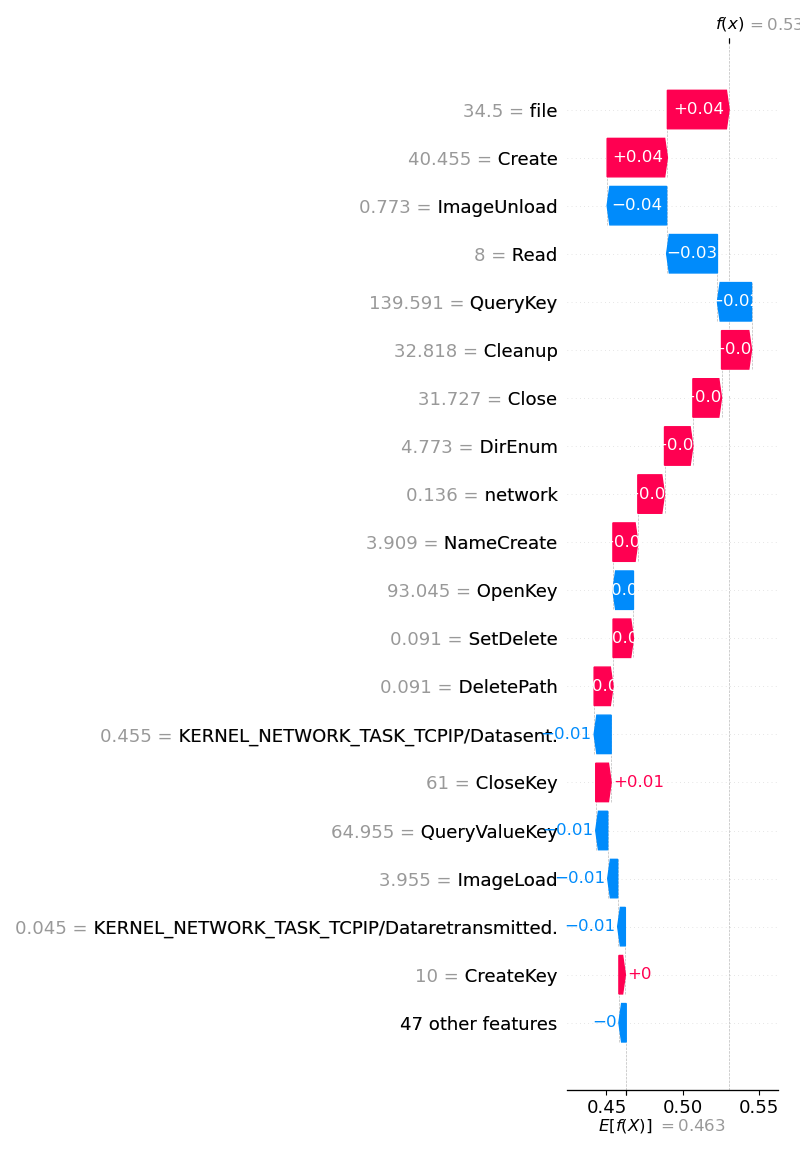 f(x) = 0.53
34.5 = file +0.04
40.455 = Create +0.04
0.773 = ImageUnload −0.04
8 = Read −0.03
139.591 = QueryKey
32.818 = Cleanup
31.727 = Close
4.773 = DirEnum
0.136 = network
3.909 = NameCreate
93.045 = OpenKey
0.091 = SetDelete
0.091 = DeletePath
0.455 = KERNEL_NETWORK_TASK_TCPIP/Datasent. −0.01
61 = CloseKey +0.01
64.955 = QueryValueKey −0.01
3.955 = ImageLoad −0.01
0.045 = KERNEL_NETWORK_TASK_TCPIP/Dataretransmitted. −0.01
10 = CreateKey +0
47 other features −0
0.45 0.50 0.55
E[f(X)] = 0.463